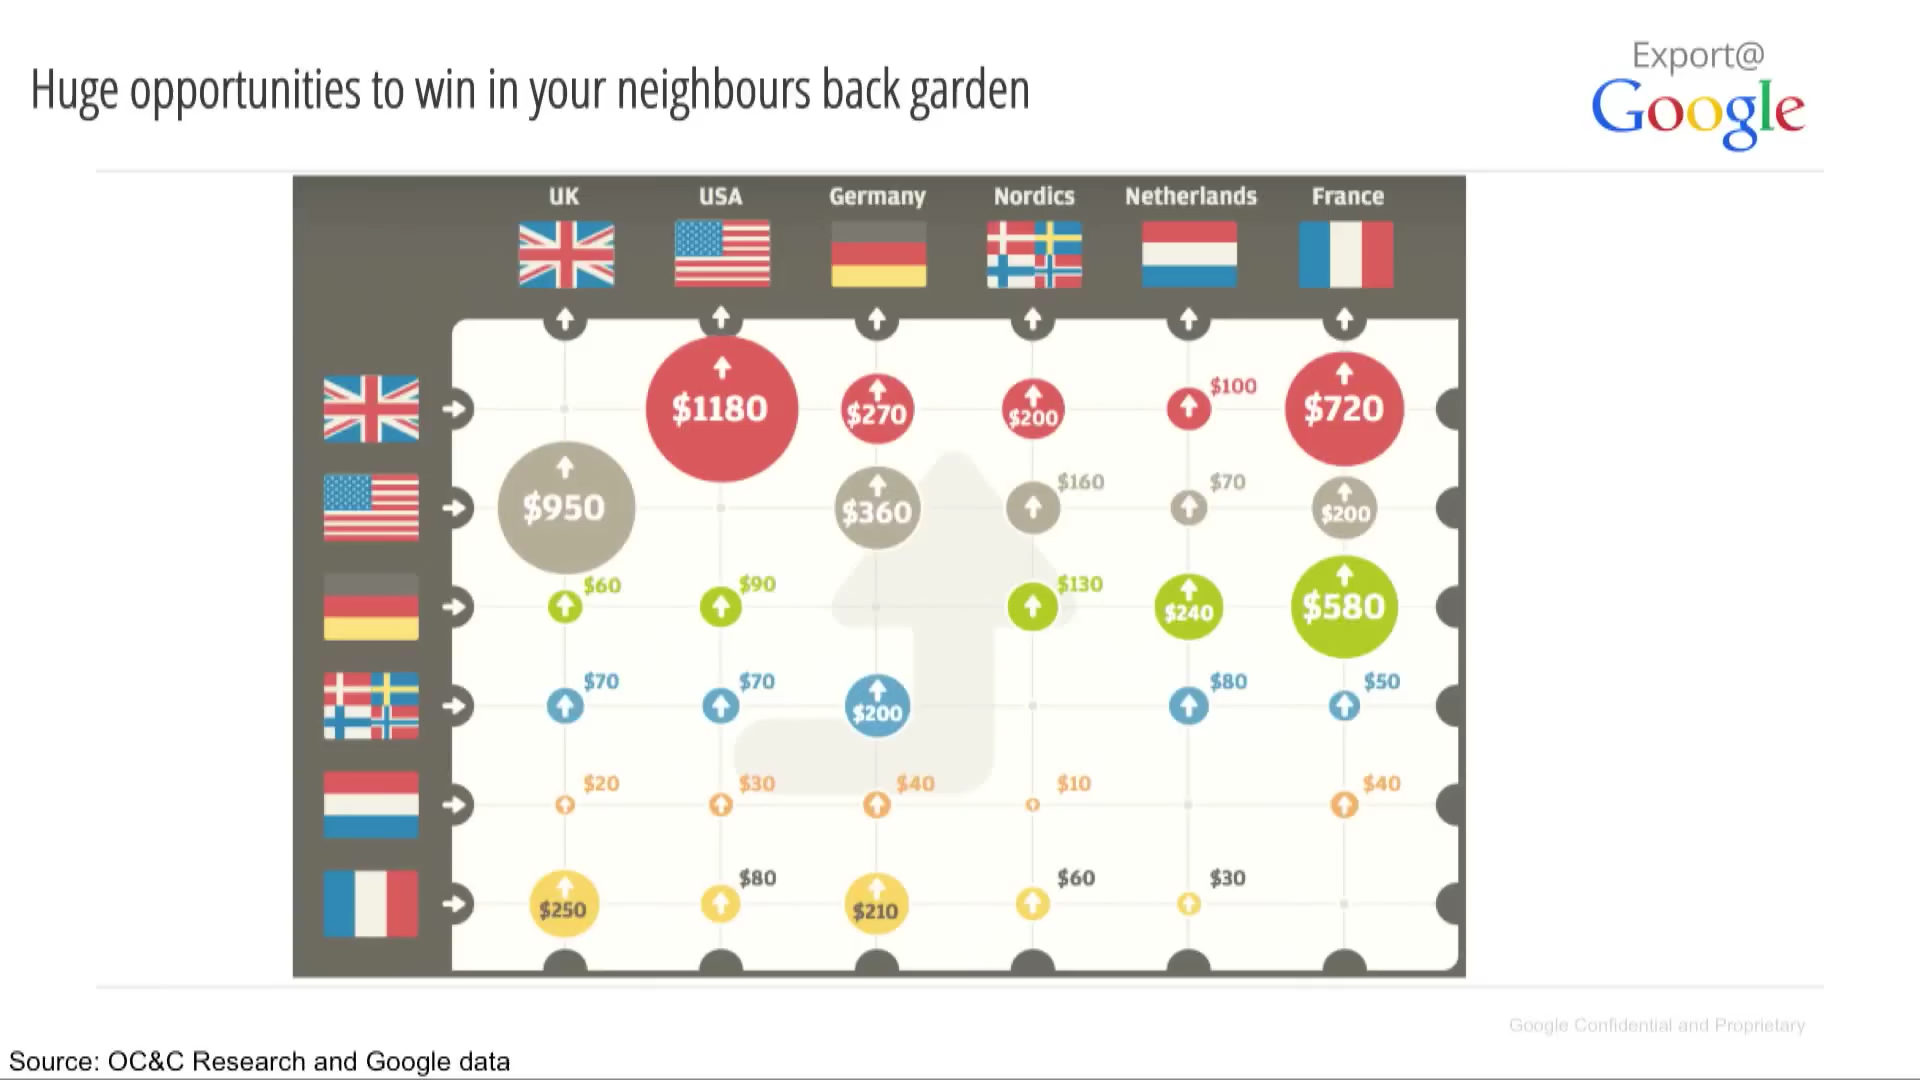 Huge opportunities to win in your neighbours back garden
Export@
Google
UK USA Germany Nordics Netherlands France
$1180 $270 $200 $100 $720
$950 $360 $160 $70 $200
$60 $90 $130 $240 $580
$70 $70 $200 $80 $50
$20 $30 $40 $10 $40
$250 $80 $210 $60 $30
Google Confidential and Proprietary
Source: OC&C Research and Google data